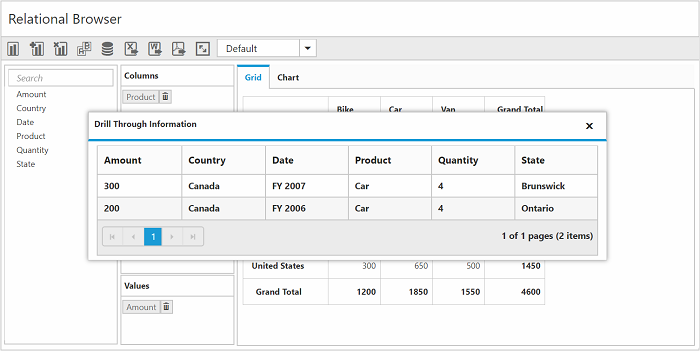 Relational Browser
Default
Search
Amount
Country
Date
Product
Quantity
State
Columns
Product
Grid Chart
Bike Car Van Grand Total
Drill Through Information
Amount Country Date Product Quantity State
300 Canada FY 2007 Car 4 Brunswick
200 Canada FY 2006 Car 4 Ontario
1
1 of 1 pages (2 items)
United States 300 650 500 1450
Grand Total 1200 1850 1550 4600
Values
Amount